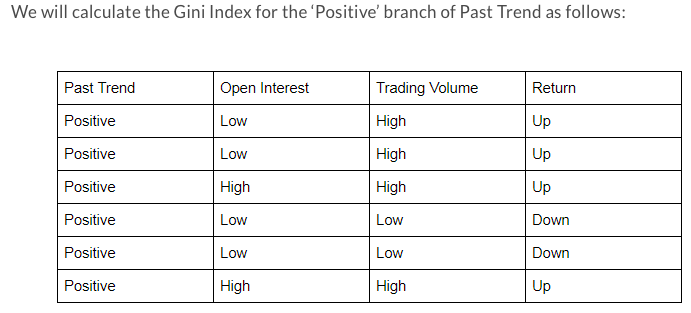 We will calculate the Gini Index for the ‘Positive’ branch of Past Trend as follows:
Past Trend Open Interest Trading Volume Return
Positive Low High Up
Positive Low High Up
Positive High High Up
Positive Low Low Down
Positive Low Low Down
Positive High High Up